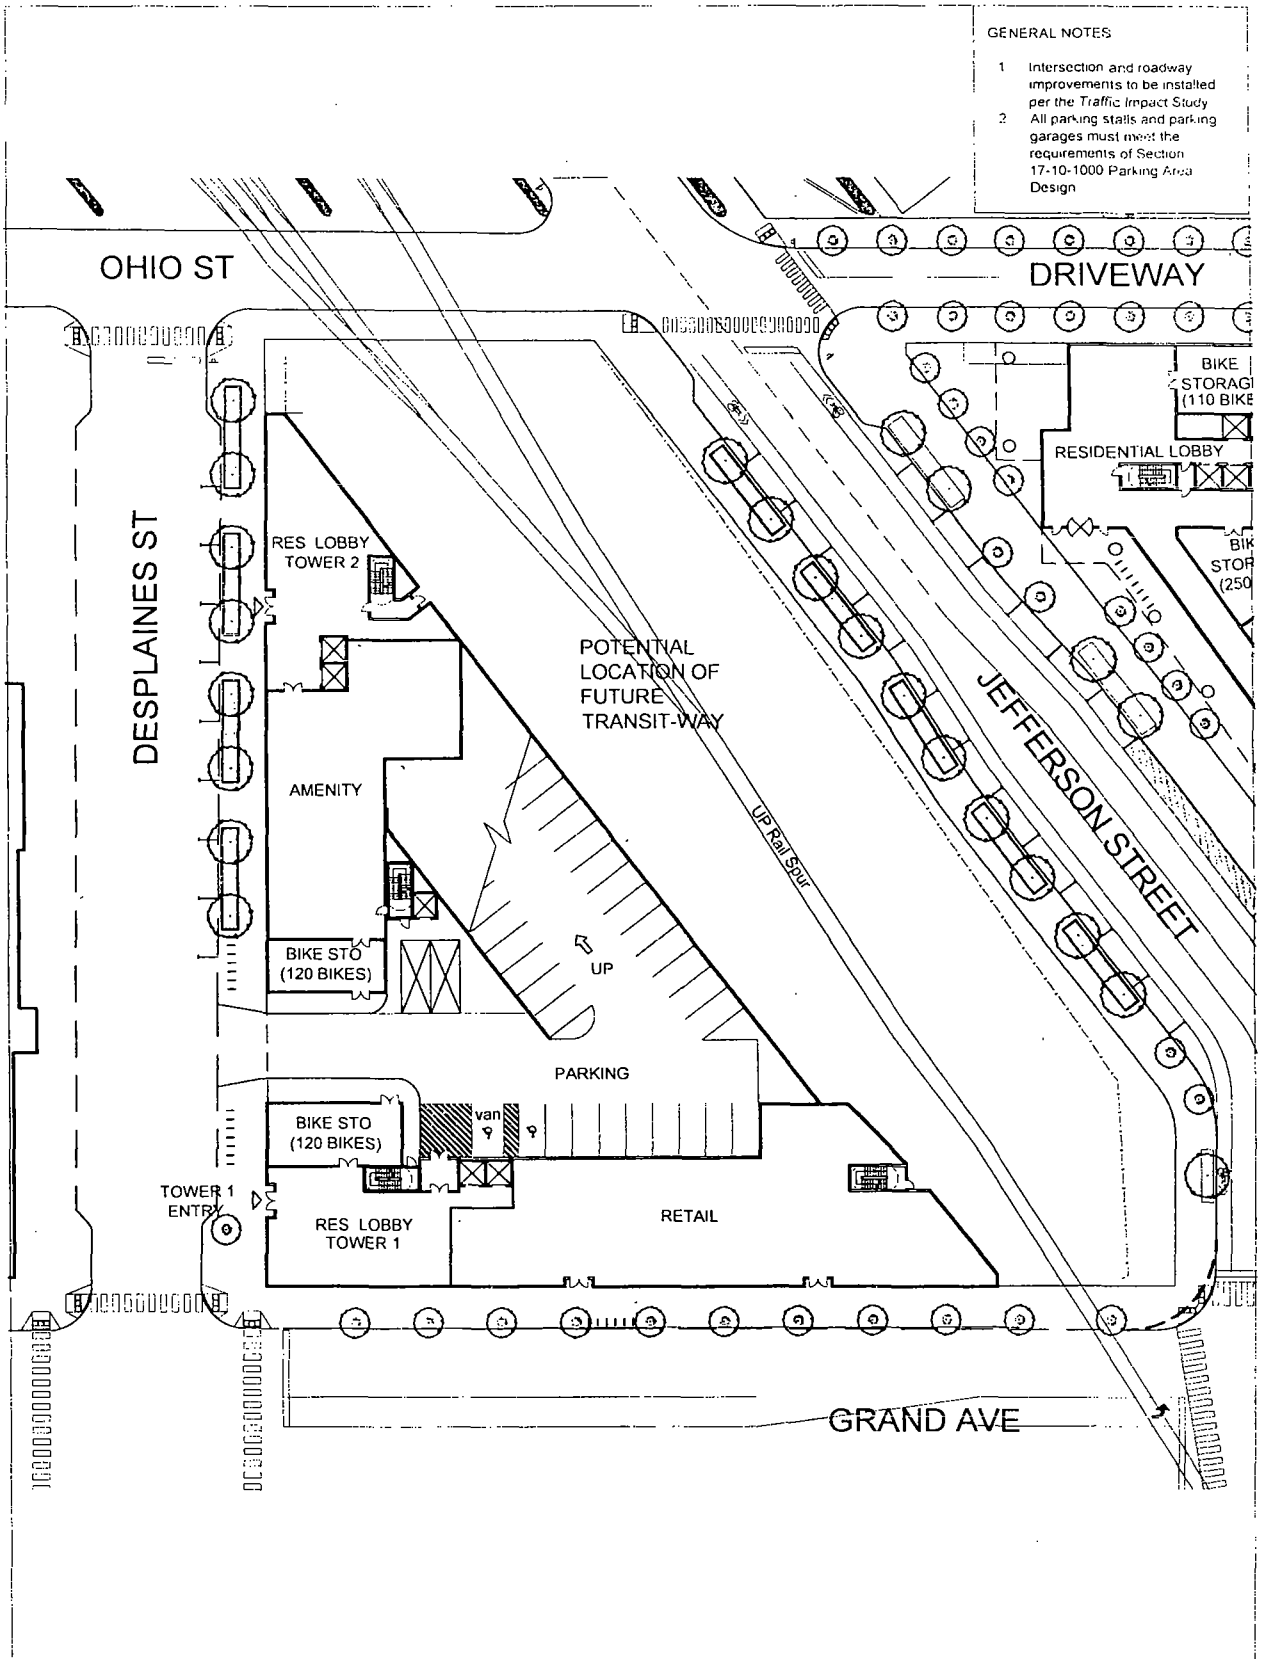 GENERAL NOTES
1 Intersection and roadway
improvements to be installed
per the Traffic Impact Study
2 All parking stalls and parking
garages must meet the
requirements of Section
17-10-1000 Parking Area
Design
OHIO ST
DRIVEWAY
BIKE
STORAG
(110 BIKE
RESIDENTIAL LOBBY
BIK
STOR
(250
DESPLAINES ST
RES LOBBY
TOWER 2
POTENTIAL
LOCATION OF
FUTURE
TRANSIT-WAY
JEFFERSON STREET
AMENITY
UP Rail Spur
BIKE STO
(120 BIKES)
UP
PARKING
BIKE STO
(120 BIKES)
van
TOWER 1
ENTRY
RES LOBBY
TOWER 1
RETAIL
GRAND AVE